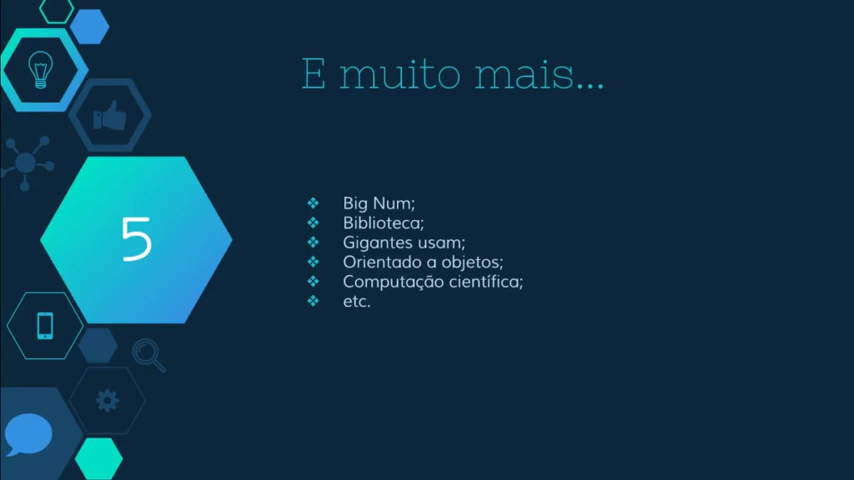 E muito mais...
5
Big Num;
Biblioteca;
Gigantes usam;
Orientado a objetos;
Computação científica;
etc.